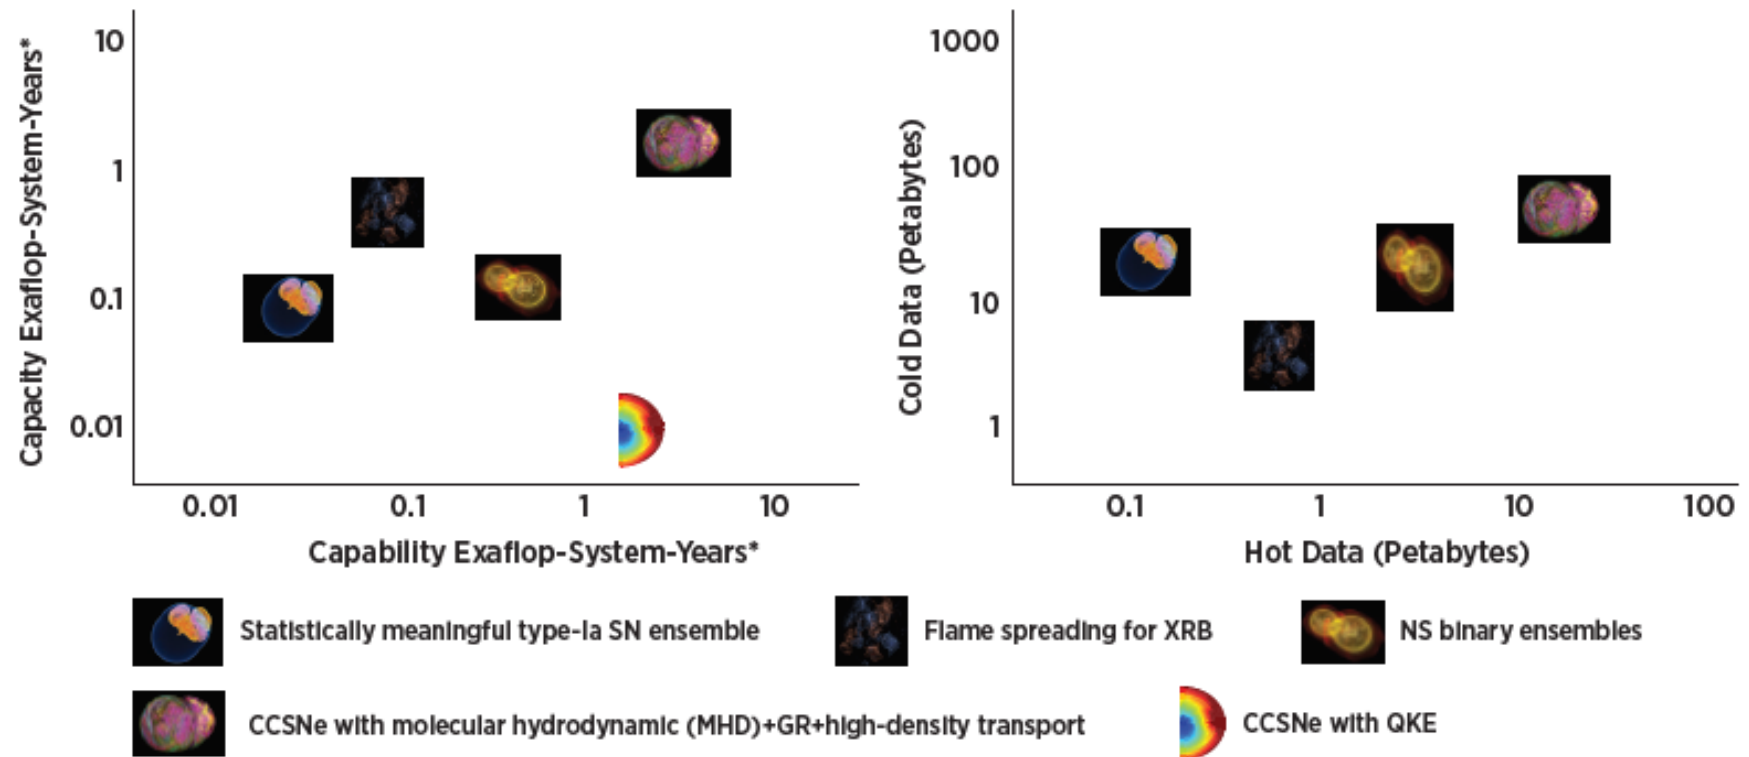 Capacity Exaflop-System-Years*
10
1
0.1
0.01
0.01 0.1 1 10
Capability Exaflop-System-Years*
Cold Data (Petabytes)
1000
100
10
1
0.1 1 10 100
Hot Data (Petabytes)
Statistically meaningful type-Ia SN ensemble
Flame spreading for XRB
NS binary ensembles
CCSNe with molecular hydrodynamic (MHD)+GR+high-density transport
CCSNe with QKE